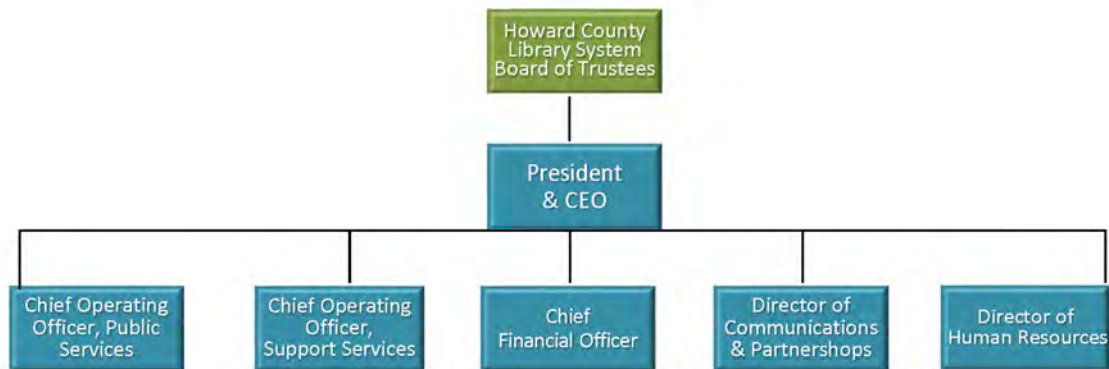 Howard County
Library System
Board of Trustees
President
& CEO
Chief Operating
Officer, Public
Services
Chief Operating
Officer,
Support Services
Chief
Financial Officer
Director of
Communications
& Partnershops
Director of
Human Resources